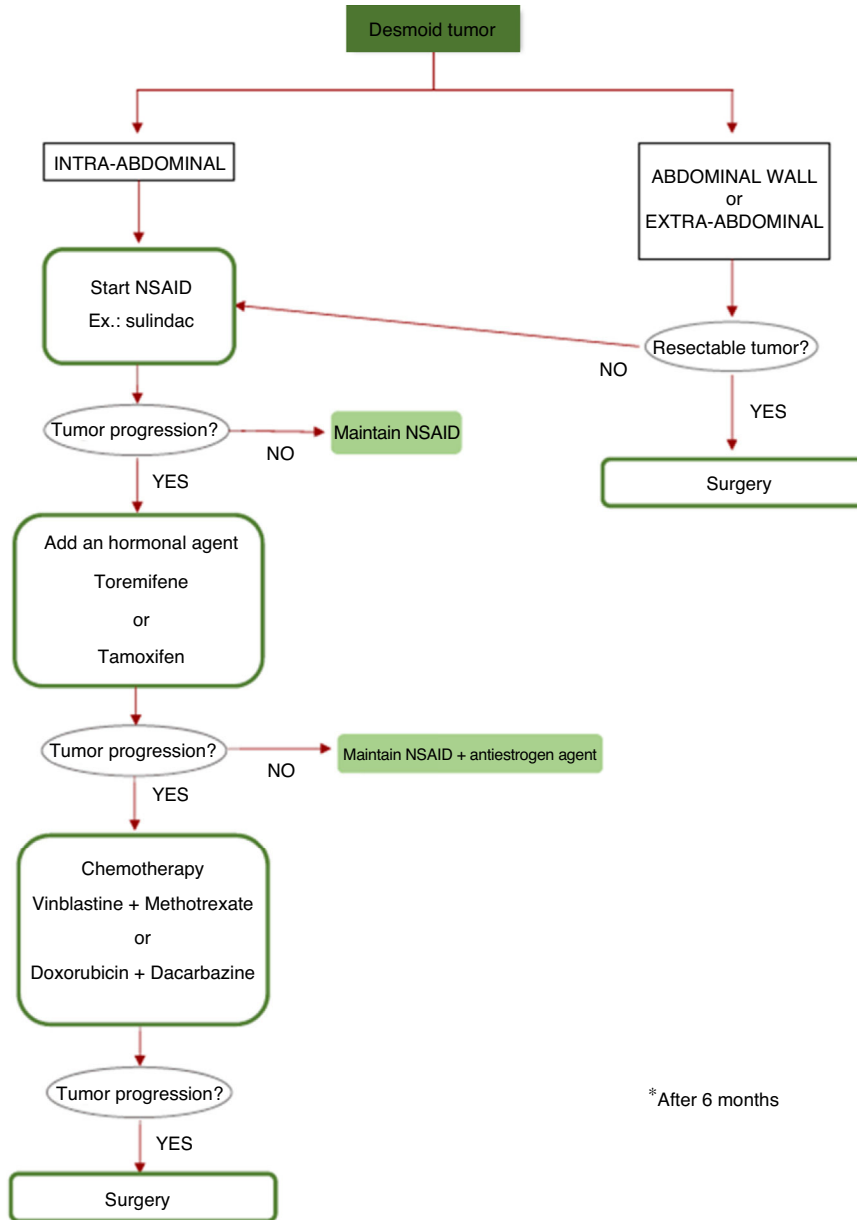 Desmoid tumor
INTRA-ABDOMINAL
ABDOMINAL WALL
or
EXTRA-ABDOMINAL
Start NSAID
Ex.: sulindac
Resectable tumor?
NO
YES
Tumor progression?
NO
Maintain NSAID
YES
Surgery
Add an hormonal agent
Toremifene
or
Tamoxifen
Tumor progression?
NO
Maintain NSAID + antiestrogen agent
YES
Chemotherapy
Vinblastine + Methotrexate
or
Doxorubicin + Dacarbazine
Tumor progression?
*After 6 months
YES
Surgery